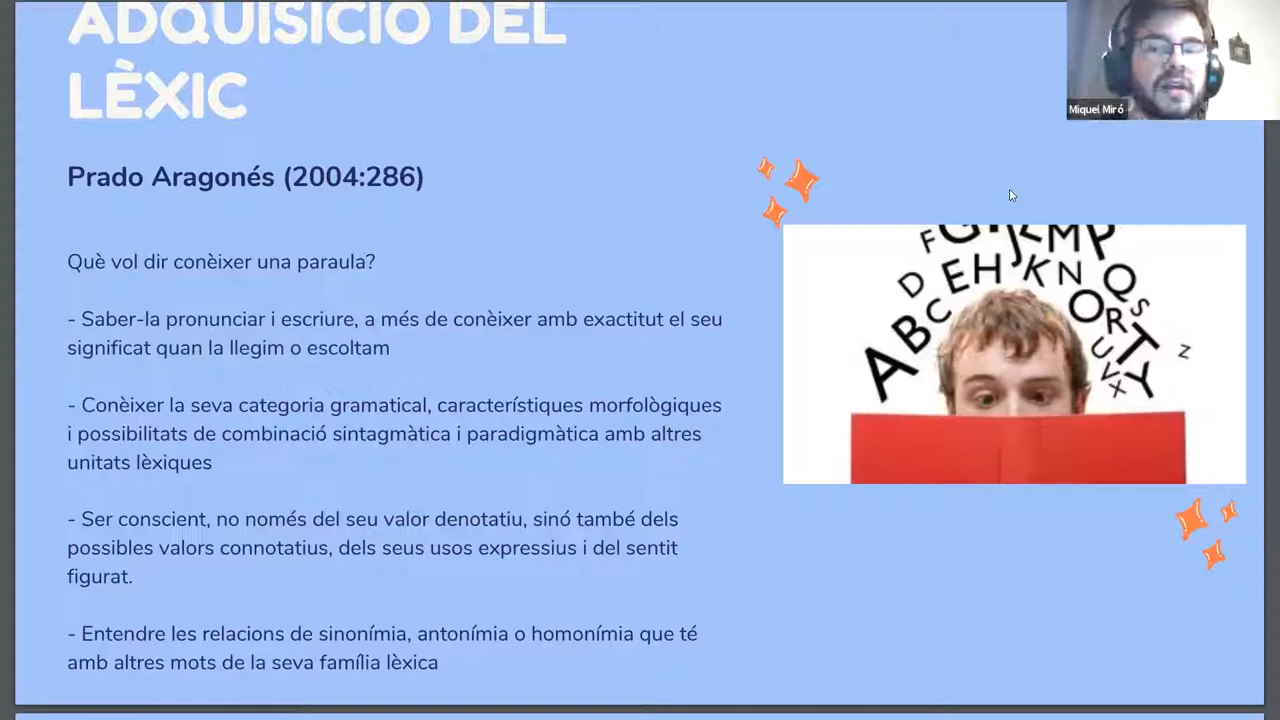 ADQUISICIÓ DEL
LÈXIC
Miquel Miró
Prado Aragonés (2004:286)
Què vol dir conèixer una paraula?
- Saber-la pronunciar i escriure, a més de conèixer amb exactitut el seu
significat quan la llegim o escoltam
- Conèixer la seva categoria gramatical, característiques morfològiques
i possibilitats de combinació sintagmàtica i paradigmàtica amb altres
unitats lèxiques
- Ser conscient, no només del seu valor denotatiu, sinó també dels
possibles valors connotatius, dels seus usos expressius i del sentit
figurat.
- Entendre les relacions de sinonímia, antonímia o homonímia que té
amb altres mots de la seva família lèxica
A B C D E F G H I J K L M N O P Q R S T U V X Y Z